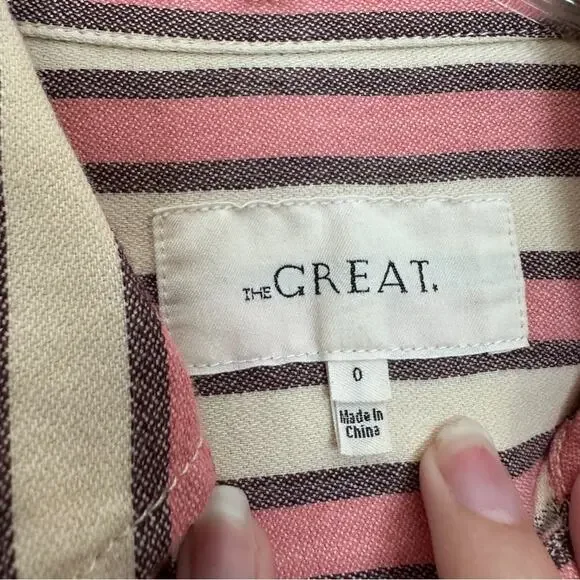 THE GREAT.
0
Made In
China